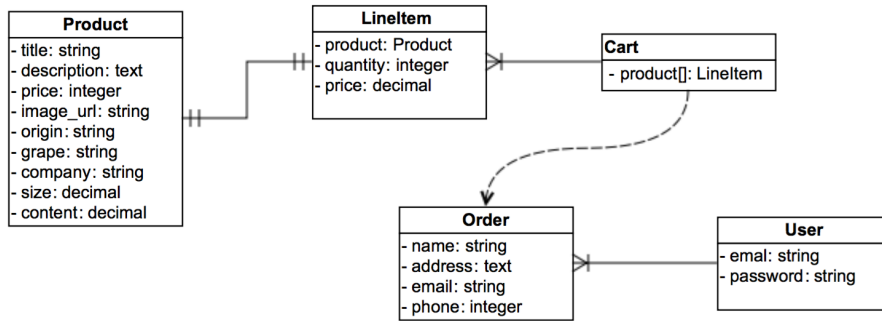 Product
- title: string
- description: text
- price: integer
- image_url: string
- origin: string
- grape: string
- company: string
- size: decimal
- content: decimal
LineItem
- product: Product
- quantity: integer
- price: decimal
Cart
- product[]: LineItem
Order
- name: string
- address: text
- email: string
- phone: integer
User
- emal: string
- password: string